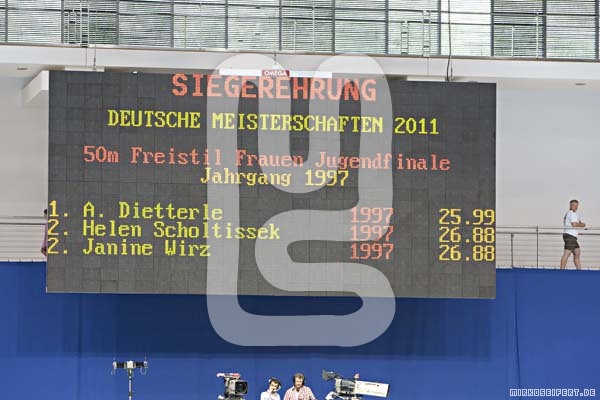 OMEGA
OMEGA
SIEGEREHRUNG
DEUTSCHE MEISTERSCHAFTEN 2011
50m Freistil Frauen Jugendfinale
Jahrgang 1997
1. A. Dietterle 1997 25.99
2. Helen Scholtissek 1997 26.88
2. Janine Wirz 1997 26.88
MIRKOSEIFERT.DE